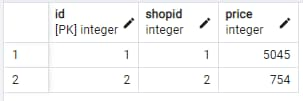 id shopid price
[PK] integer integer integer
1 1 1 5045
2 2 2 754